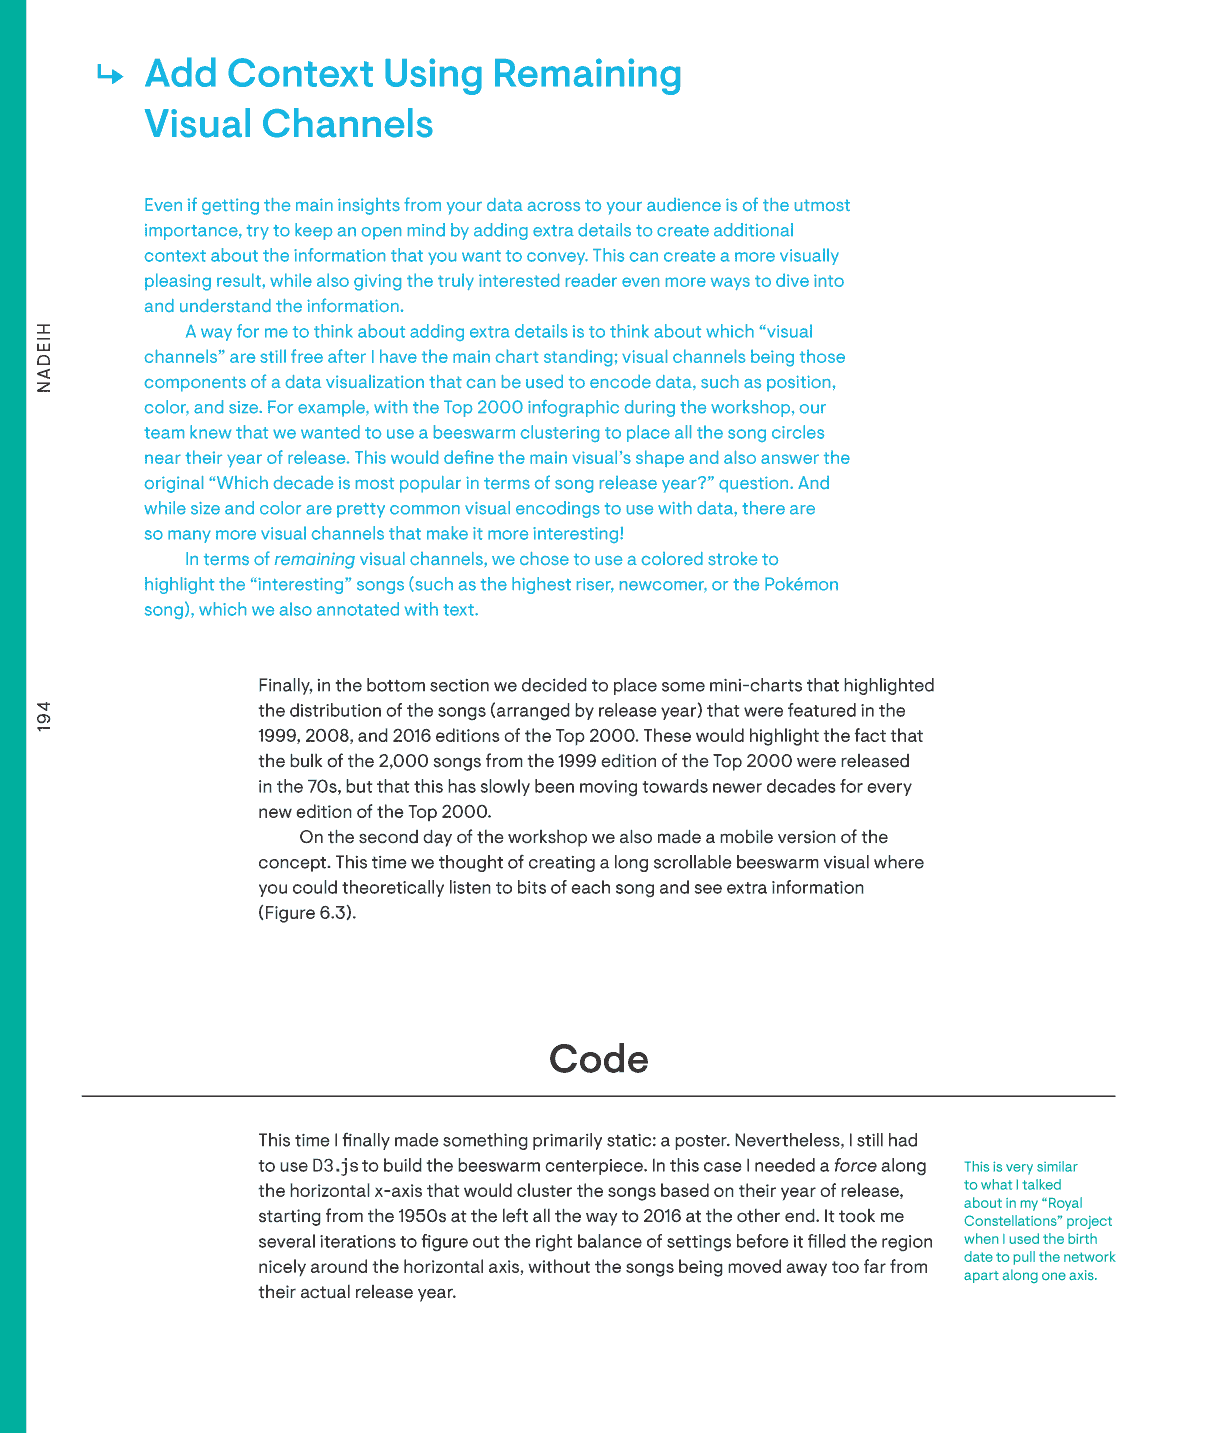 ↳ Add Context Using Remaining
Visual Channels
Even if getting the main insights from your data across to your audience is of the utmost
importance, try to keep an open mind by adding extra details to create additional
context about the information that you want to convey. This can create a more visually
pleasing result, while also giving the truly interested reader even more ways to dive into
and understand the information.
A way for me to think about adding extra details is to think about which “visual
channels” are still free after I have the main chart standing; visual channels being those
components of a data visualization that can be used to encode data, such as position,
color, and size. For example, with the Top 2000 infographic during the workshop, our
team knew that we wanted to use a beeswarm clustering to place all the song circles
near their year of release. This would define the main visual’s shape and also answer the
original “Which decade is most popular in terms of song release year?” question. And
while size and color are pretty common visual encodings to use with data, there are
so many more visual channels that make it more interesting!
In terms of remaining visual channels, we chose to use a colored stroke to
highlight the “interesting” songs (such as the highest riser, newcomer, or the Pokémon
song), which we also annotated with text.
NADEIH
194
Finally, in the bottom section we decided to place some mini-charts that highlighted
the distribution of the songs (arranged by release year) that were featured in the
1999, 2008, and 2016 editions of the Top 2000. These would highlight the fact that
the bulk of the 2,000 songs from the 1999 edition of the Top 2000 were released
in the 70s, but that this has slowly been moving towards newer decades for every
new edition of the Top 2000.
On the second day of the workshop we also made a mobile version of the
concept. This time we thought of creating a long scrollable beeswarm visual where
you could theoretically listen to bits of each song and see extra information
(Figure 6.3).
Code
This time I finally made something primarily static: a poster. Nevertheless, I still had
to use D3.js to build the beeswarm centerpiece. In this case I needed a force along
the horizontal x-axis that would cluster the songs based on their year of release,
starting from the 1950s at the left all the way to 2016 at the other end. It took me
several iterations to figure out the right balance of settings before it filled the region
nicely around the horizontal axis, without the songs being moved away too far from
their actual release year.
This is very similar
to what I talked
about in my “Royal
Constellations” project
when I used the birth
date to pull the network
apart along one axis.